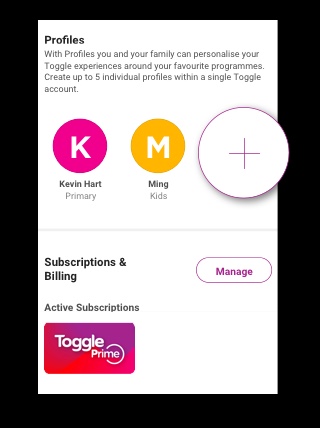 Profiles
With Profiles you and your family can personalise your
Toggle experiences around your favourite programmes.
Create up to 5 individual profiles within a single Toggle
account.
K
M
Kevin Hart
Ming
Primary
Kids
Subscriptions &
Billing
Manage
Active Subscriptions
Toggle
Prime